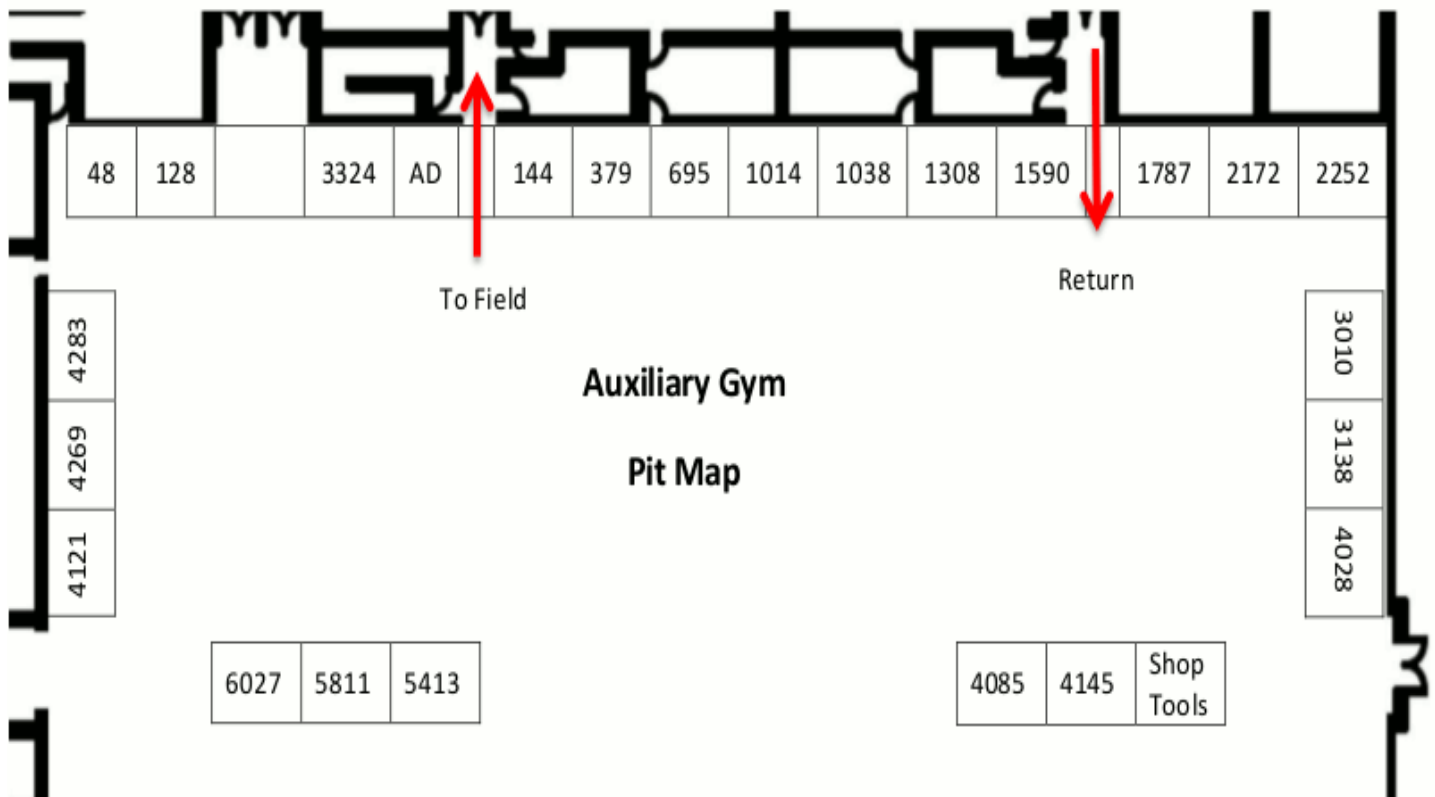 48 128 3324 AD 144 379 695 1014 1038 1308 1590 1787 2172 2252
To Field
Return
4283
4269
4121
Auxiliary Gym
Pit Map
3010
3138
4028
6027 5811 5413
4085 4145 Shop
Tools